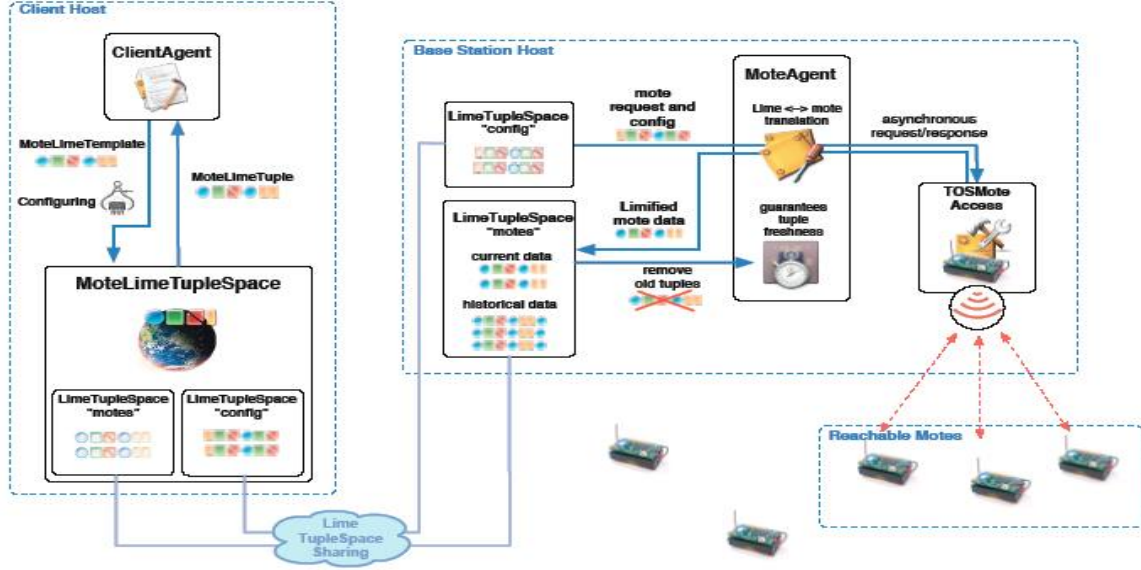 Client Host
ClientAgent
MoteLimeTemplate
Configuring
MoteLimeTuple
MoteLimeTupleSpace
LimeTupleSpace
"motes"
LimeTupleSpace
"config"
Lime
TupleSpace
Sharing
Base Station Host
LimeTupleSpace
"config"
mote
request and
config
MoteAgent
Lime <--> mote
translation
asynchronous
request/response
LimeTupleSpace
"motes"
current data
historical data
Limified
mote data
remove
old tuples
guarantees
tuple
freshness
TOSMote
Access
Reachable Motes